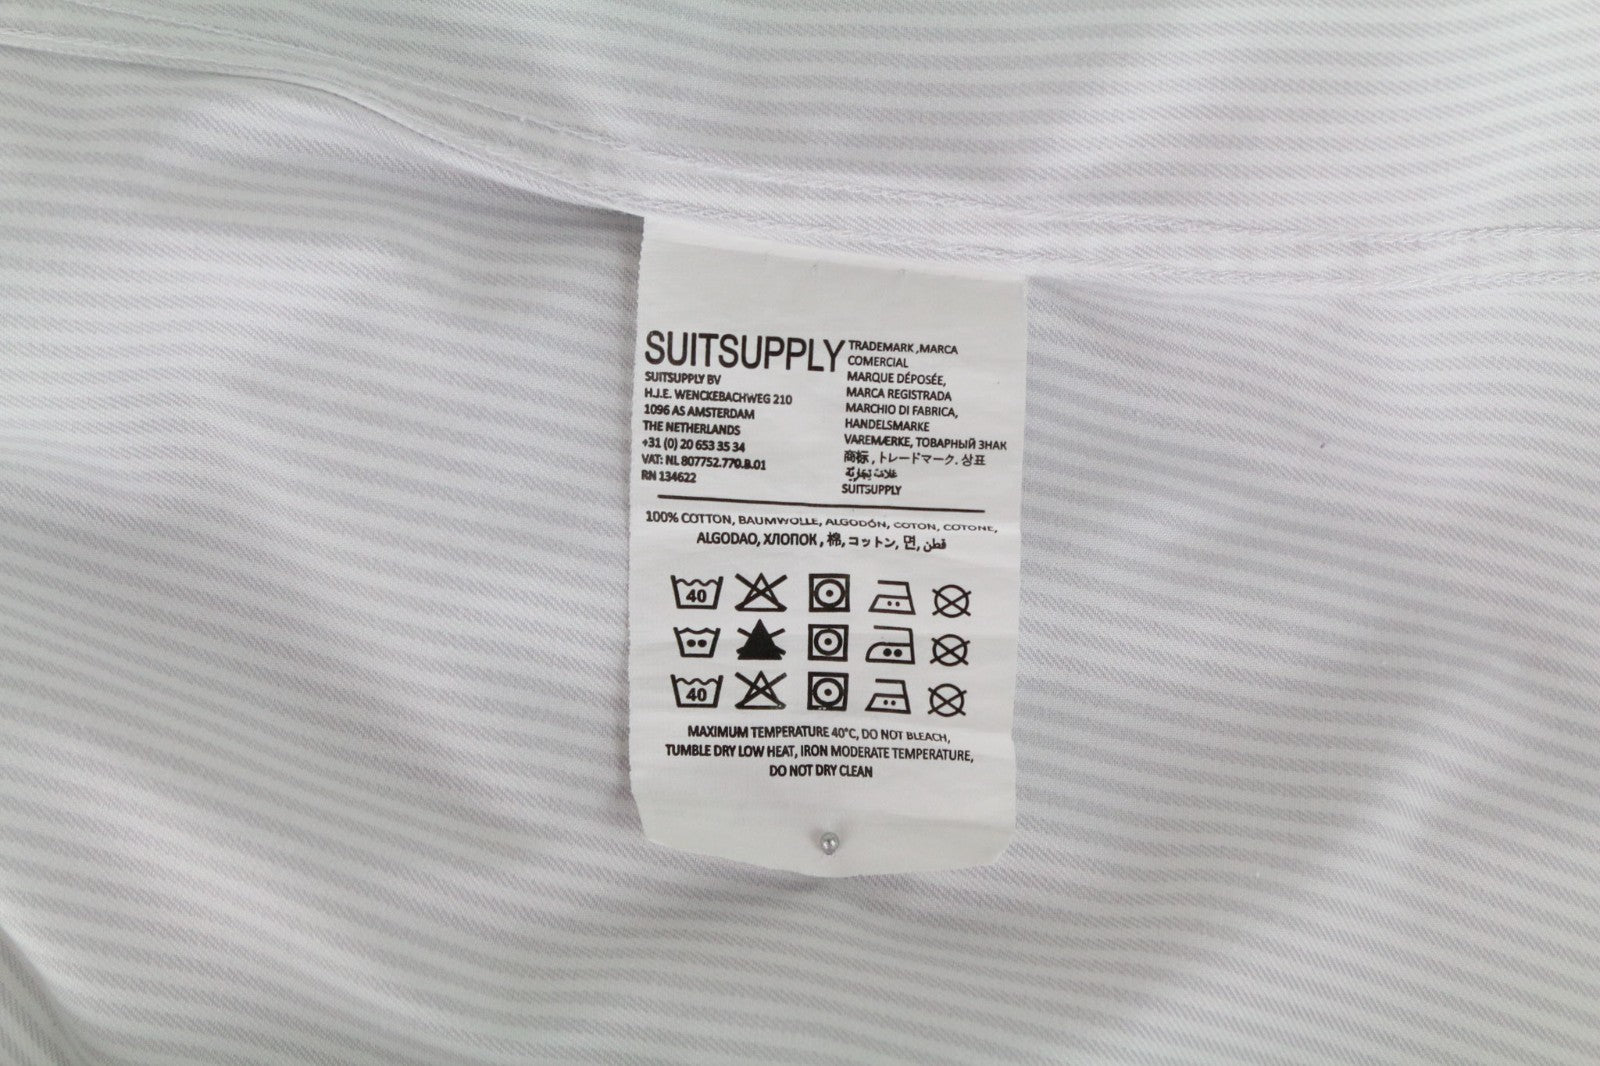 SUITSUPPLY
SUITSUPPLY BV
H.J.E. WENCKEBACHWEG 210
1096 AS AMSTERDAM
THE NETHERLANDS
+31 (0) 20 653 35 34
VAT: NL 807752.770.B.01
RN 134622
TRADEMARK ,MARCA
COMERCIAL
MARQUE DÉPOSÉE,
MARCA REGISTRADA
MARCHIO DI FABRICA,
HANDELSMARKE
VAREMÆRKE, ТОВАРНЫЙ ЗНАК
商标 , トレードマーク. 상표
SUITSUPPLY
100% COTTON, BAUMWOLLE, ALGODÓN, COTON, COTONE,
ALGODAO, ХЛОПОК , 棉, コットン, 면, قطن
40
40
MAXIMUM TEMPERATURE 40°C, DO NOT BLEACH,
TUMBLE DRY LOW HEAT, IRON MODERATE TEMPERATURE,
DO NOT DRY CLEAN